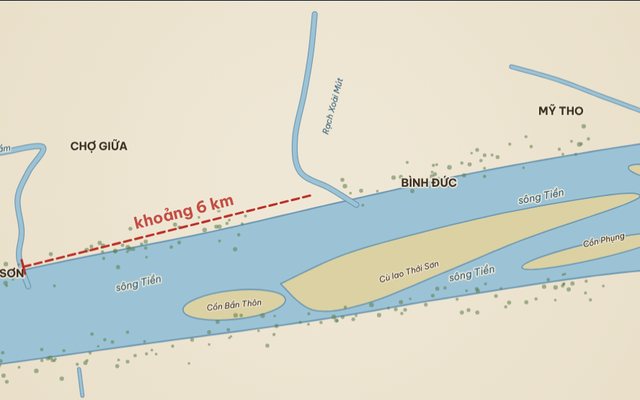 Rạch Xoài Mút
MỸ THO
CHỢ GIỮA
BÌNH ĐỨC
khoảng 6 km
sông Tiền
Cồn Phụng
SƠN
Cù lao Thới Sơn
sông Tiền
sông Tiền
Cồn Bần Thôn